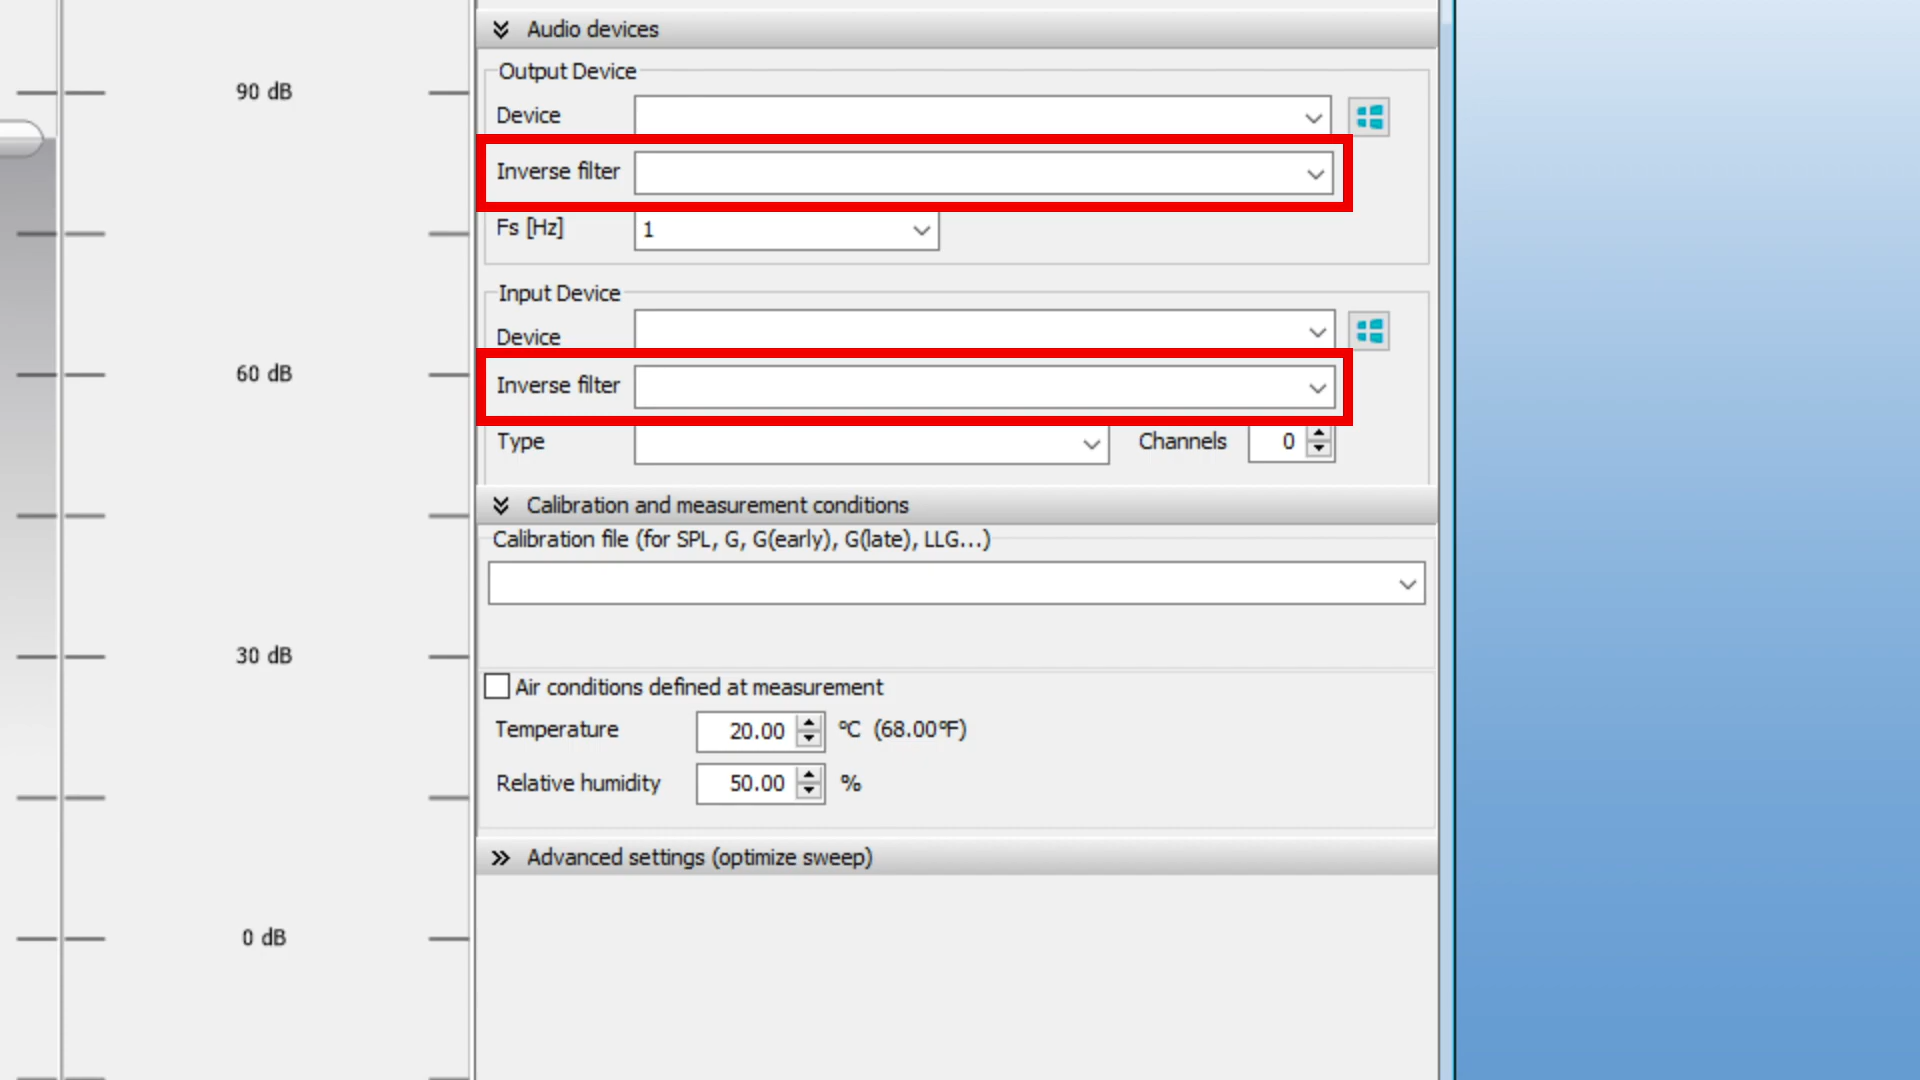 Audio devices
Output Device
90 dB
Device
Inverse filter
Fs [Hz] 1
Input Device
Device
60 dB
Inverse filter
Type Channels 0
Calibration and measurement conditions
Calibration file (for SPL, G, G(early), G(late), LLG...)
30 dB
Air conditions defined at measurement
Temperature 20.00 ºC (68.00ºF)
Relative humidity 50.00 %
Advanced settings (optimize sweep)
0 dB